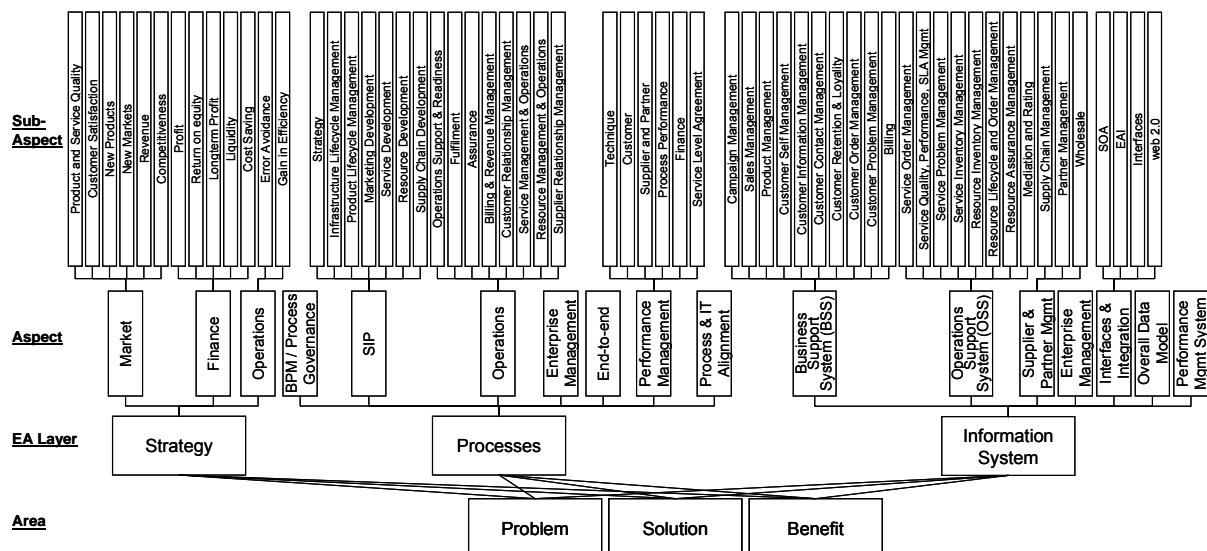 Sub-
Aspect
Product and Service Quality
Customer Satisfaction
New Products
New Markets
Revenue
Competitiveness
Profit
Return on equity
Longterm Profit
Liquidity
Cost Saving
Error Avoidance
Gain in Efficiency
Strategy
Infrastructure Lifecycle Management
Product Lifecycle Management
Marketing Development
Service Development
Resource Development
Supply Chain Development
Operations Support & Readiness
Fulfillment
Assurance
Billing & Revenue Management
Customer Relationship Management
Service Management & Operations
Resource Management & Operations
Supplier Relationship Management
Technique
Customer
Supplier and Partner
Process Performance
Finance
Service Level Agreement
Campaign Management
Sales Management
Product Management
Customer Self Management
Customer Information Management
Customer Contact Management
Customer Retention & Loyalty
Customer Order Management
Customer Problem Management
Billing
Service Order Management
Service Quality, Performance, SLA Mgmt
Service Problem Management
Service Inventory Management
Resource Inventory Management
Resource Lifecycle and Order Management
Resource Assurance Management
Mediation and Rating
Supply Chain Management
Partner Management
Wholesale
SOA
EAI
Interfaces
web 2.0
Aspect
Market
Finance
Operations
BPM / Process
Governance
SIP
Operations
Enterprise
Management
End-to-end
Performance
Management
Process & IT
Alignment
Business
Support
System (BSS)
Operations
Support
System (OSS)
Supplier &
Partner Mgmt
Enterprise
Management
Interfaces &
Integration
Overall Data
Model
Performance
Mgmt System
EA Layer
Strategy
Processes
Information
System
Area
Problem
Solution
Benefit